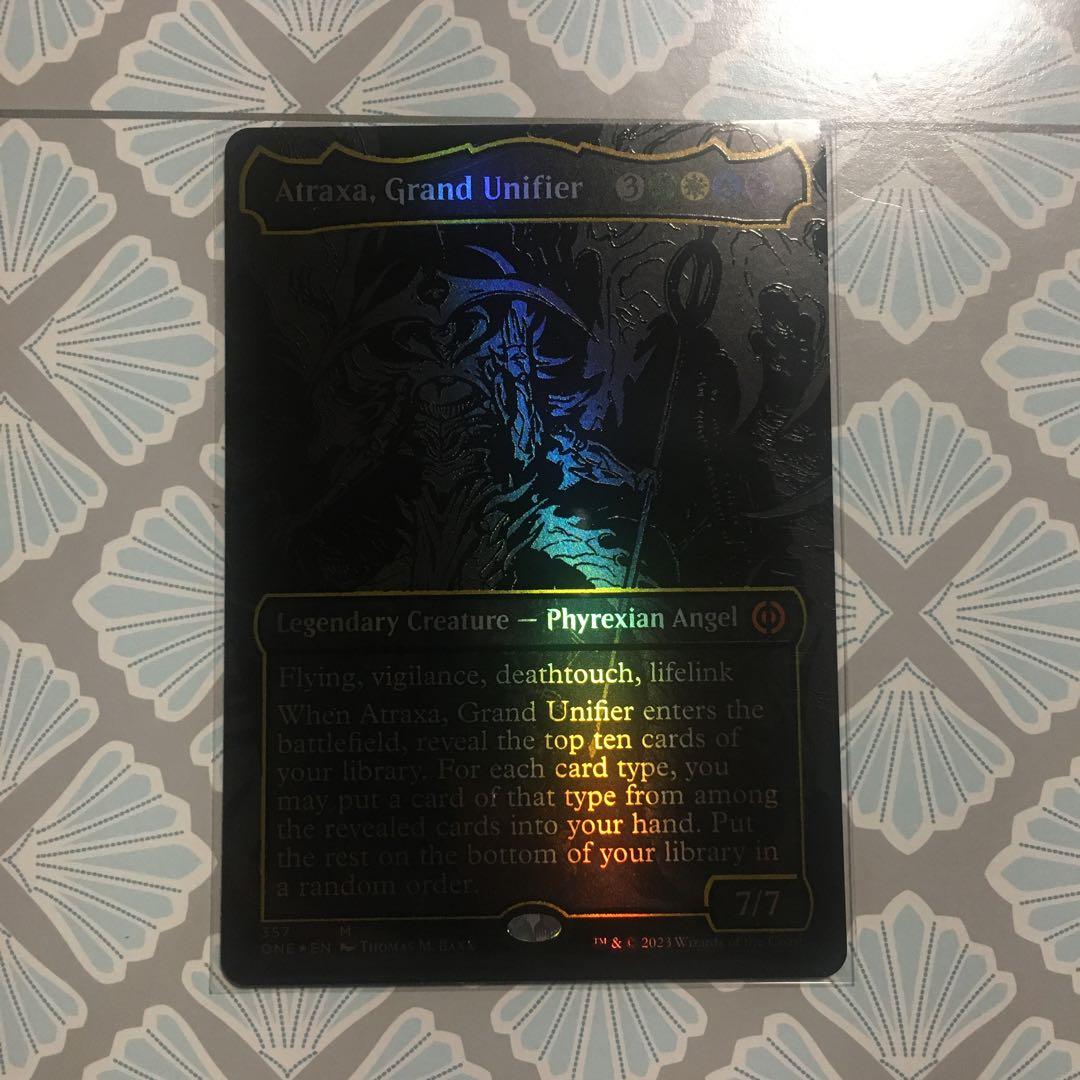 Atraxa, Grand Unifier 3
Legendary Creature — Phyrexian Angel
Flying, vigilance, deathtouch, lifelink
When Atraxa, Grand Unifier enters the
battlefield, reveal the top ten cards of
your library. For each card type, you
may put a card of that type from among
the revealed cards into your hand. Put
the rest on the bottom of your library in
a random order.
7/7
357 M
ONE★EN Thomas M. Baxa
™ & © 2023 Wizards of the Coast